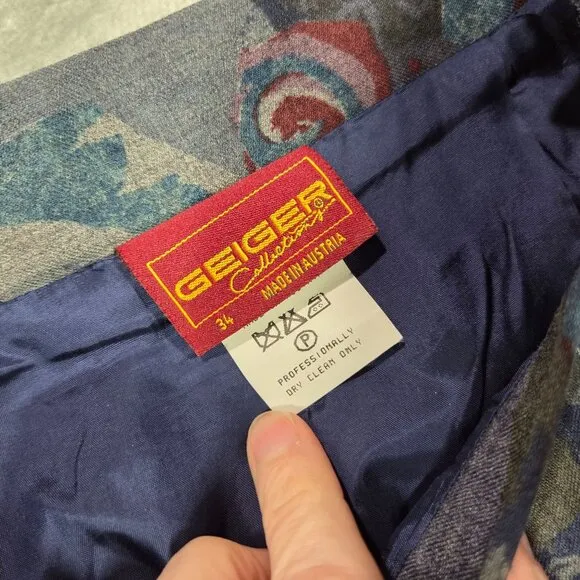 GEIGER®
Collections
MADE IN AUSTRIA
34
P
PROFESSIONALLY
DRY CLEAN ONLY